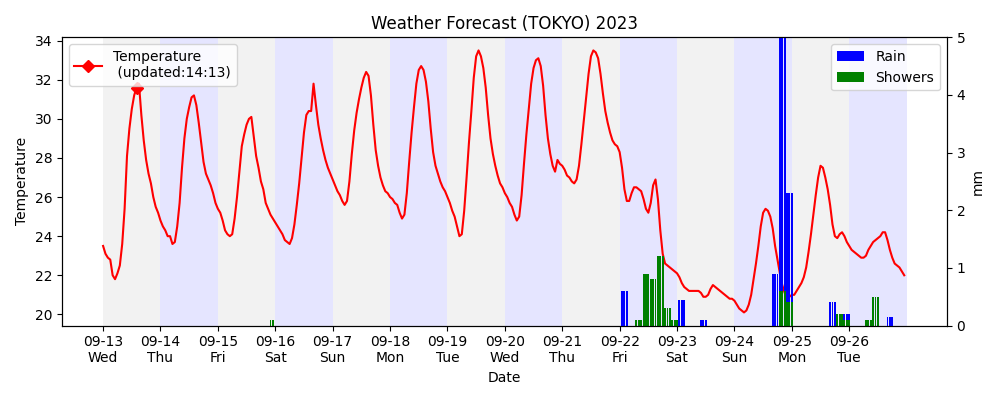 Weather Forecast (TOKYO) 2023
Temperature
(updated:14:13)
Rain
Showers
34
32
30
28
26
24
22
20
Temperature
5
4
3
2
1
0
mm
09-13 09-14 09-15 09-16 09-17 09-18 09-19 09-20 09-21 09-22 09-23 09-24 09-25 09-26
Wed Thu Fri Sat Sun Mon Tue Wed Thu Fri Sat Sun Mon Tue
Date